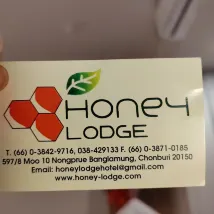 HONEY
LODGE
T. (66) 0-3842-9716, 038-429133 F. (66) 0-3871-0185
597/8 Moo 10 Nongprue Banglamung, Chonburi 20150
Email: honeylodgehotel@gmail.com
www.honey-lodge.com